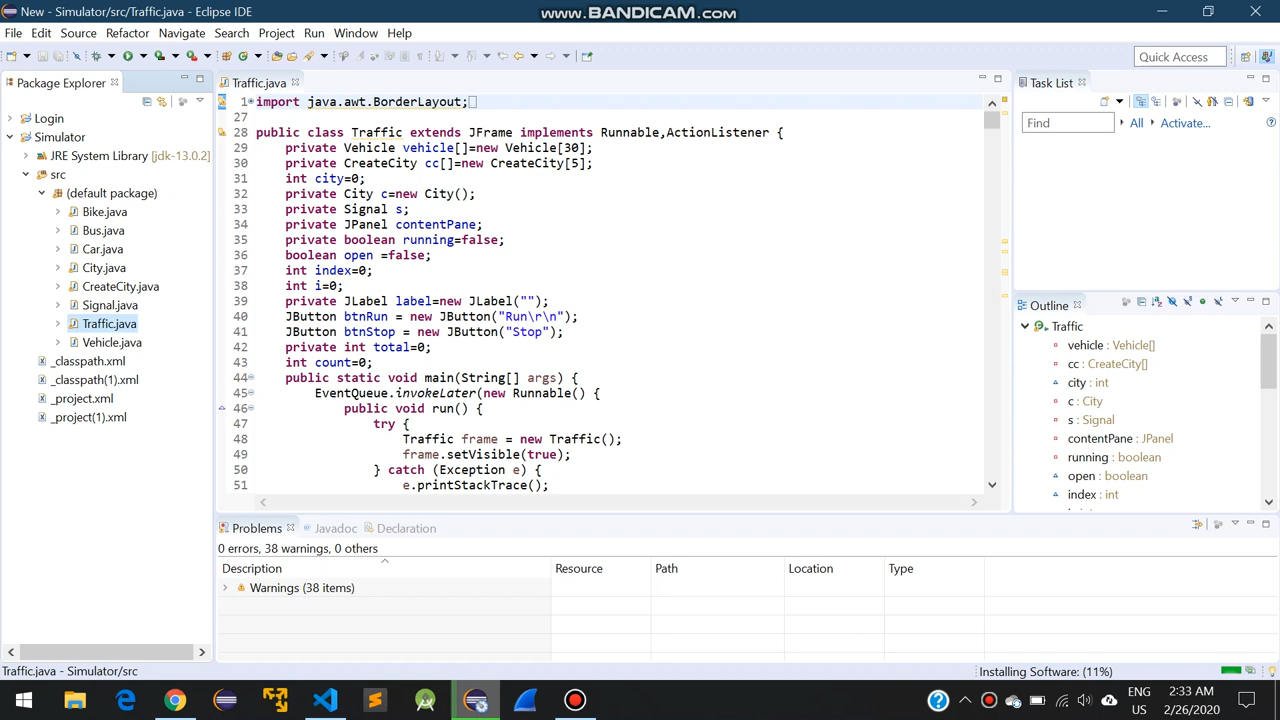 New - Simulator/src/Traffic.java - Eclipse IDE
www.BANDICAM.com
File Edit Source Refactor Navigate Search Project Run Window Help
Quick Access
Package Explorer
Traffic.java
Task List
Find
All
Activate...
Login
Simulator
JRE System Library [jdk-13.0.2]
src
(default package)
Bike.java
Bus.java
Car.java
City.java
CreateCity.java
Signal.java
Traffic.java
Vehicle.java
_classpath.xml
_classpath(1).xml
_project.xml
_project(1).xml
1 import java.awt.BorderLayout;
27
28 public class Traffic extends JFrame implements Runnable,ActionListener {
29 private Vehicle vehicle[]=new Vehicle[30];
30 private CreateCity cc[]=new CreateCity[5];
31 int city=0;
32 private City c=new City();
33 private Signal s;
34 private JPanel contentPane;
35 private boolean running=false;
36 boolean open =false;
37 int index=0;
38 int i=0;
39 private JLabel label=new JLabel("");
40 JButton btnRun = new JButton("Run\r\n");
41 JButton btnStop = new JButton("Stop");
42 private int total=0;
43 int count=0;
44 public static void main(String[] args) {
45 EventQueue.invokeLater(new Runnable() {
46 public void run() {
47 try {
48 Traffic frame = new Traffic();
49 frame.setVisible(true);
50 } catch (Exception e) {
51 e.printStackTrace();
Outline
Traffic
vehicle : Vehicle[]
cc : CreateCity[]
city : int
c : City
s : Signal
contentPane : JPanel
running : boolean
open : boolean
index : int
Problems Javadoc Declaration
0 errors, 38 warnings, 0 others
Description Resource Path Location Type
Warnings (38 items)
Traffic.java - Simulator/src
Installing Software: (11%)
ENG
US
2:33 AM
2/26/2020